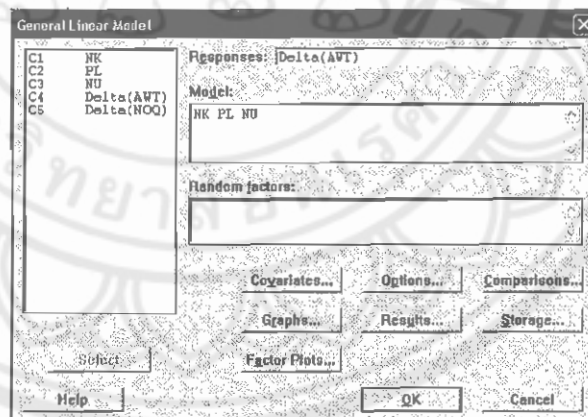 General Linear Model
C1 NK
C2 PL
C3 NU
C4 Delta(AWT)
C5 Delta(NOQ)
Responses: Delta(AWT)
Model:
NK PL NU
Random factors:
Covariates... Options... Comparisons...
Graphs... Results... Storage...
Select Factor Plots...
Help OK Cancel